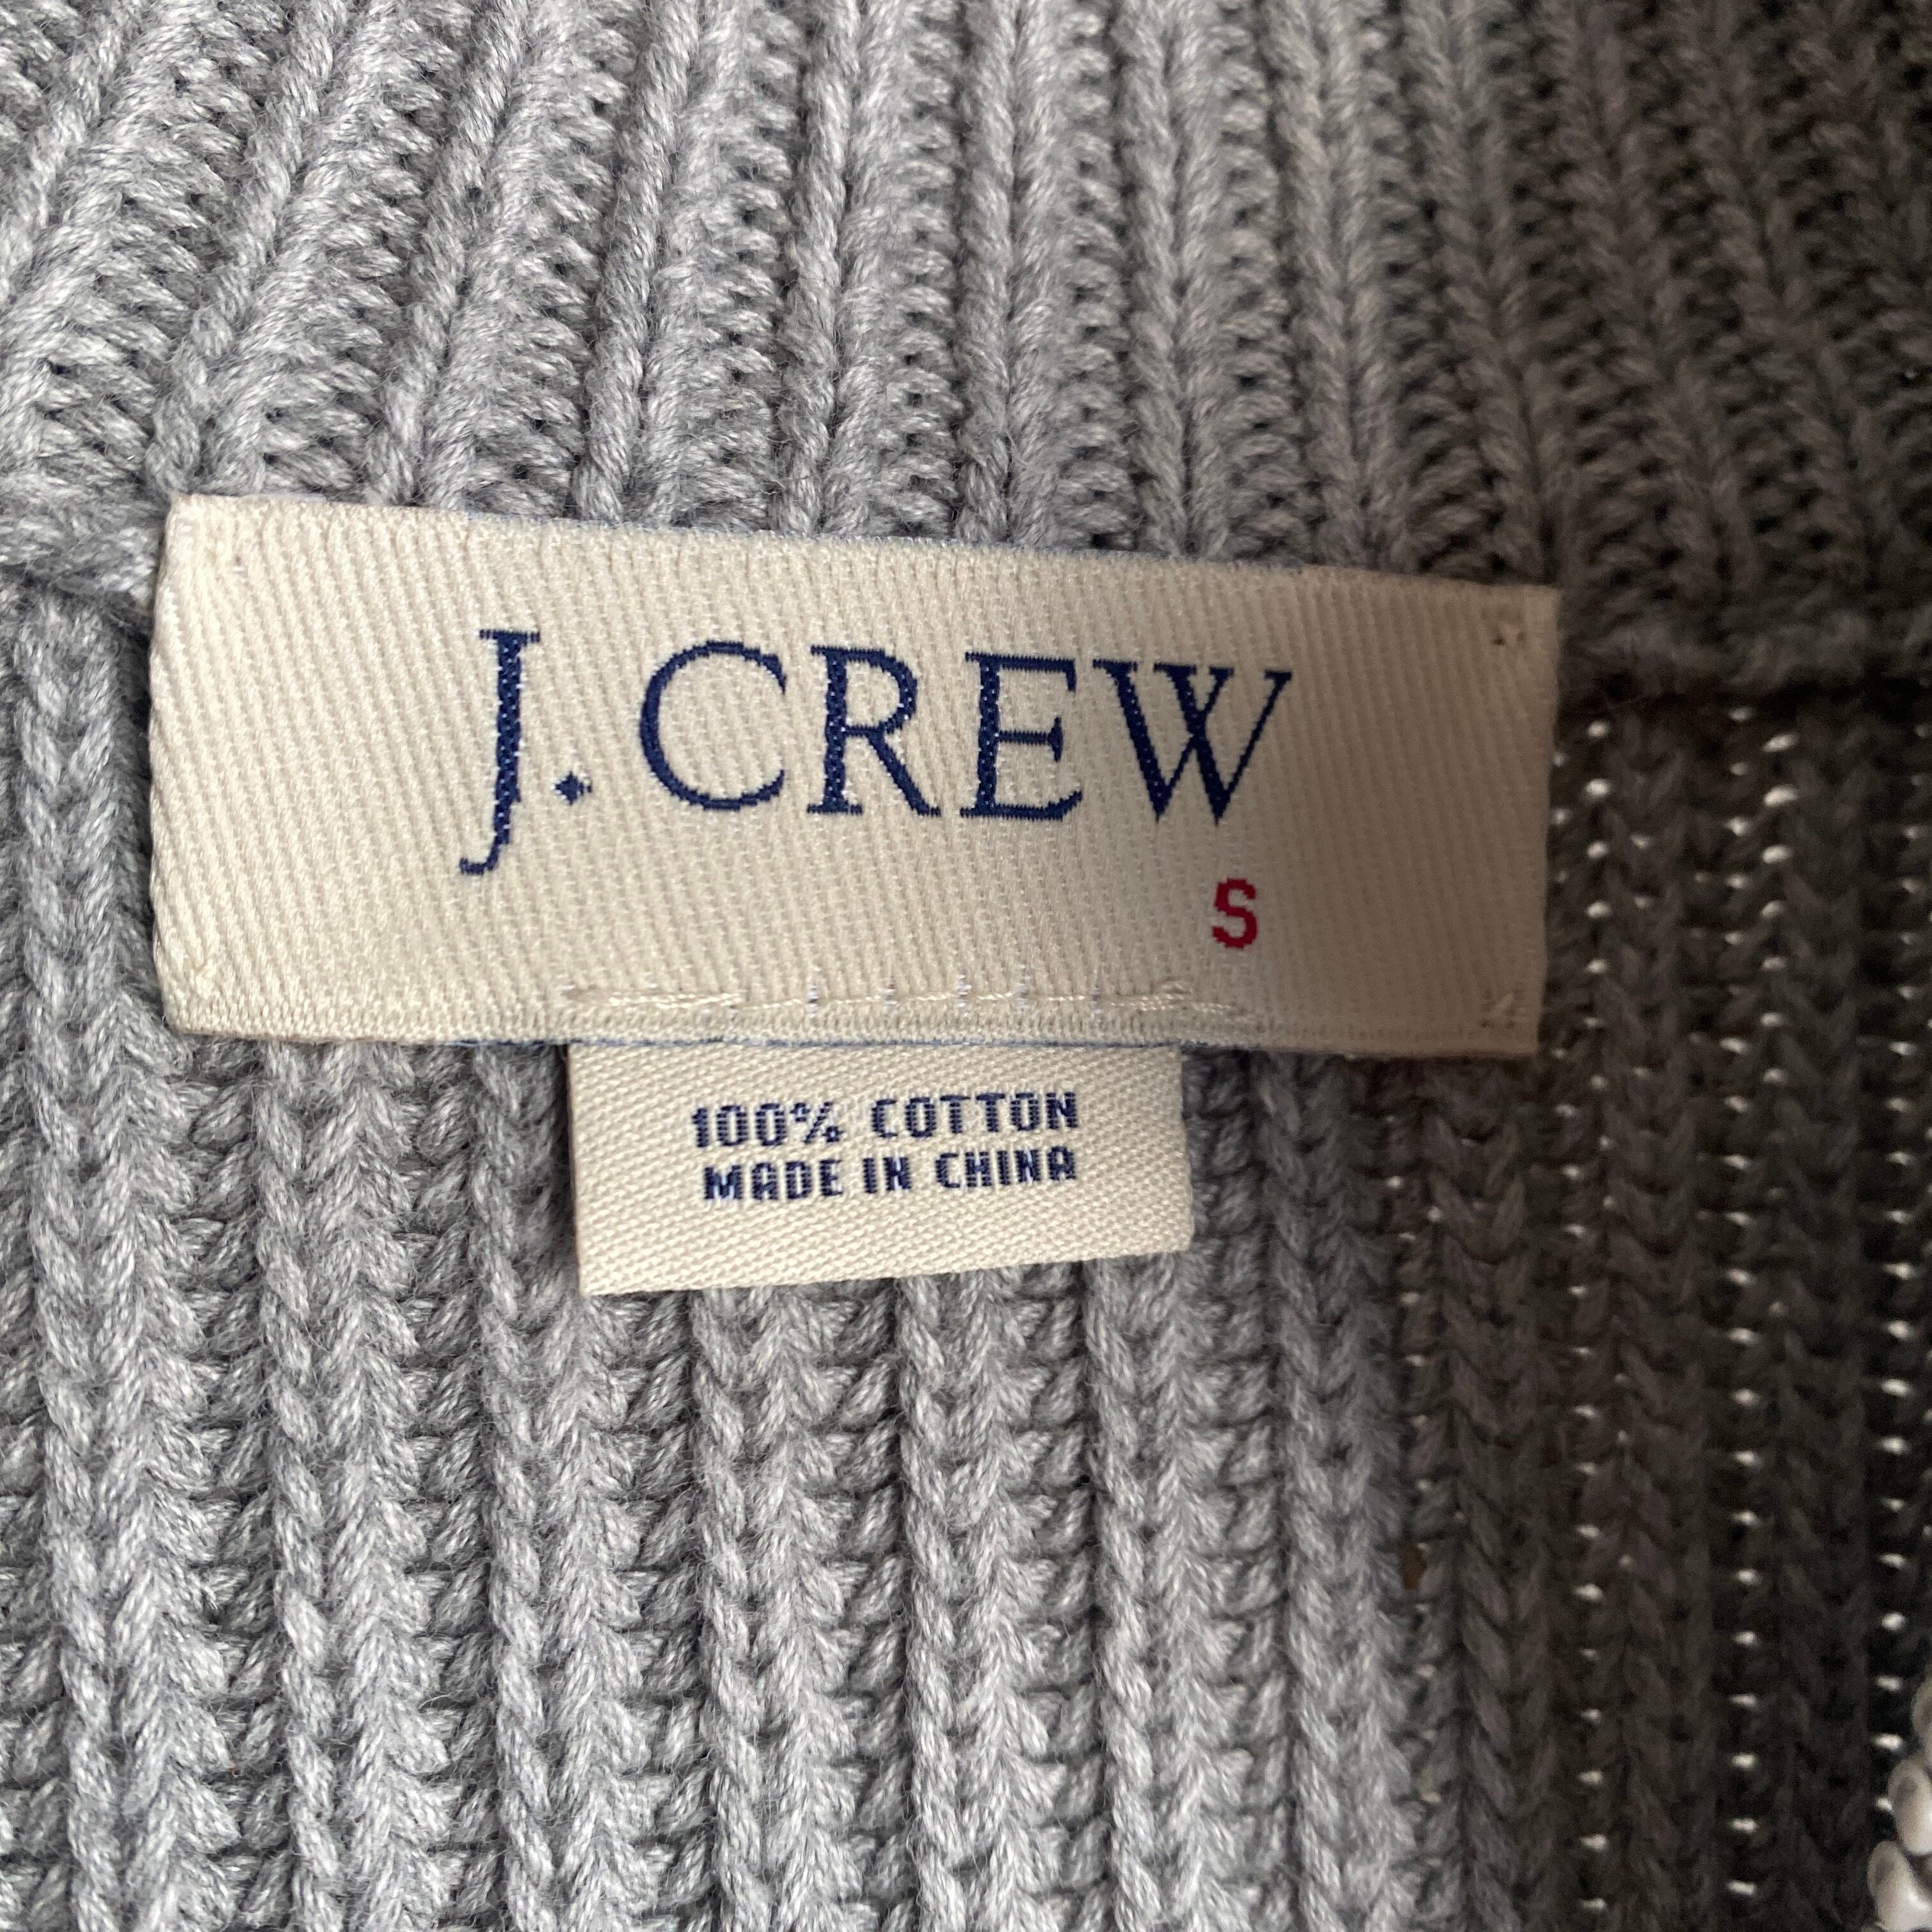 J.CREW
S
100% COTTON
MADE IN CHINA